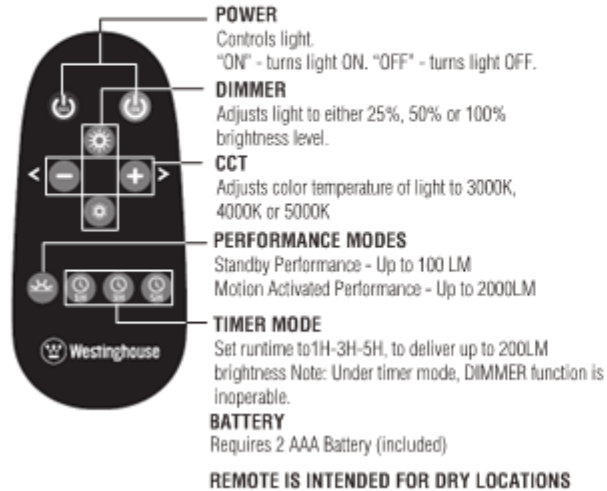 POWER
Controls light.
"ON" - turns light ON. "OFF" - turns light OFF.
DIMMER
Adjusts light to either 25%, 50% or 100%
brightness level.
CCT
Adjusts color temperature of light to 3000K,
4000K or 5000K
PERFORMANCE MODES
Standby Performance - Up to 100 LM
Motion Activated Performance - Up to 2000LM
TIMER MODE
Set runtime to1H-3H-5H, to deliver up to 200LM
brightness Note: Under timer mode, DIMMER function is
inoperable.
BATTERY
Requires 2 AAA Battery (included)
REMOTE IS INTENDED FOR DRY LOCATIONS
< - + >
W Westinghouse